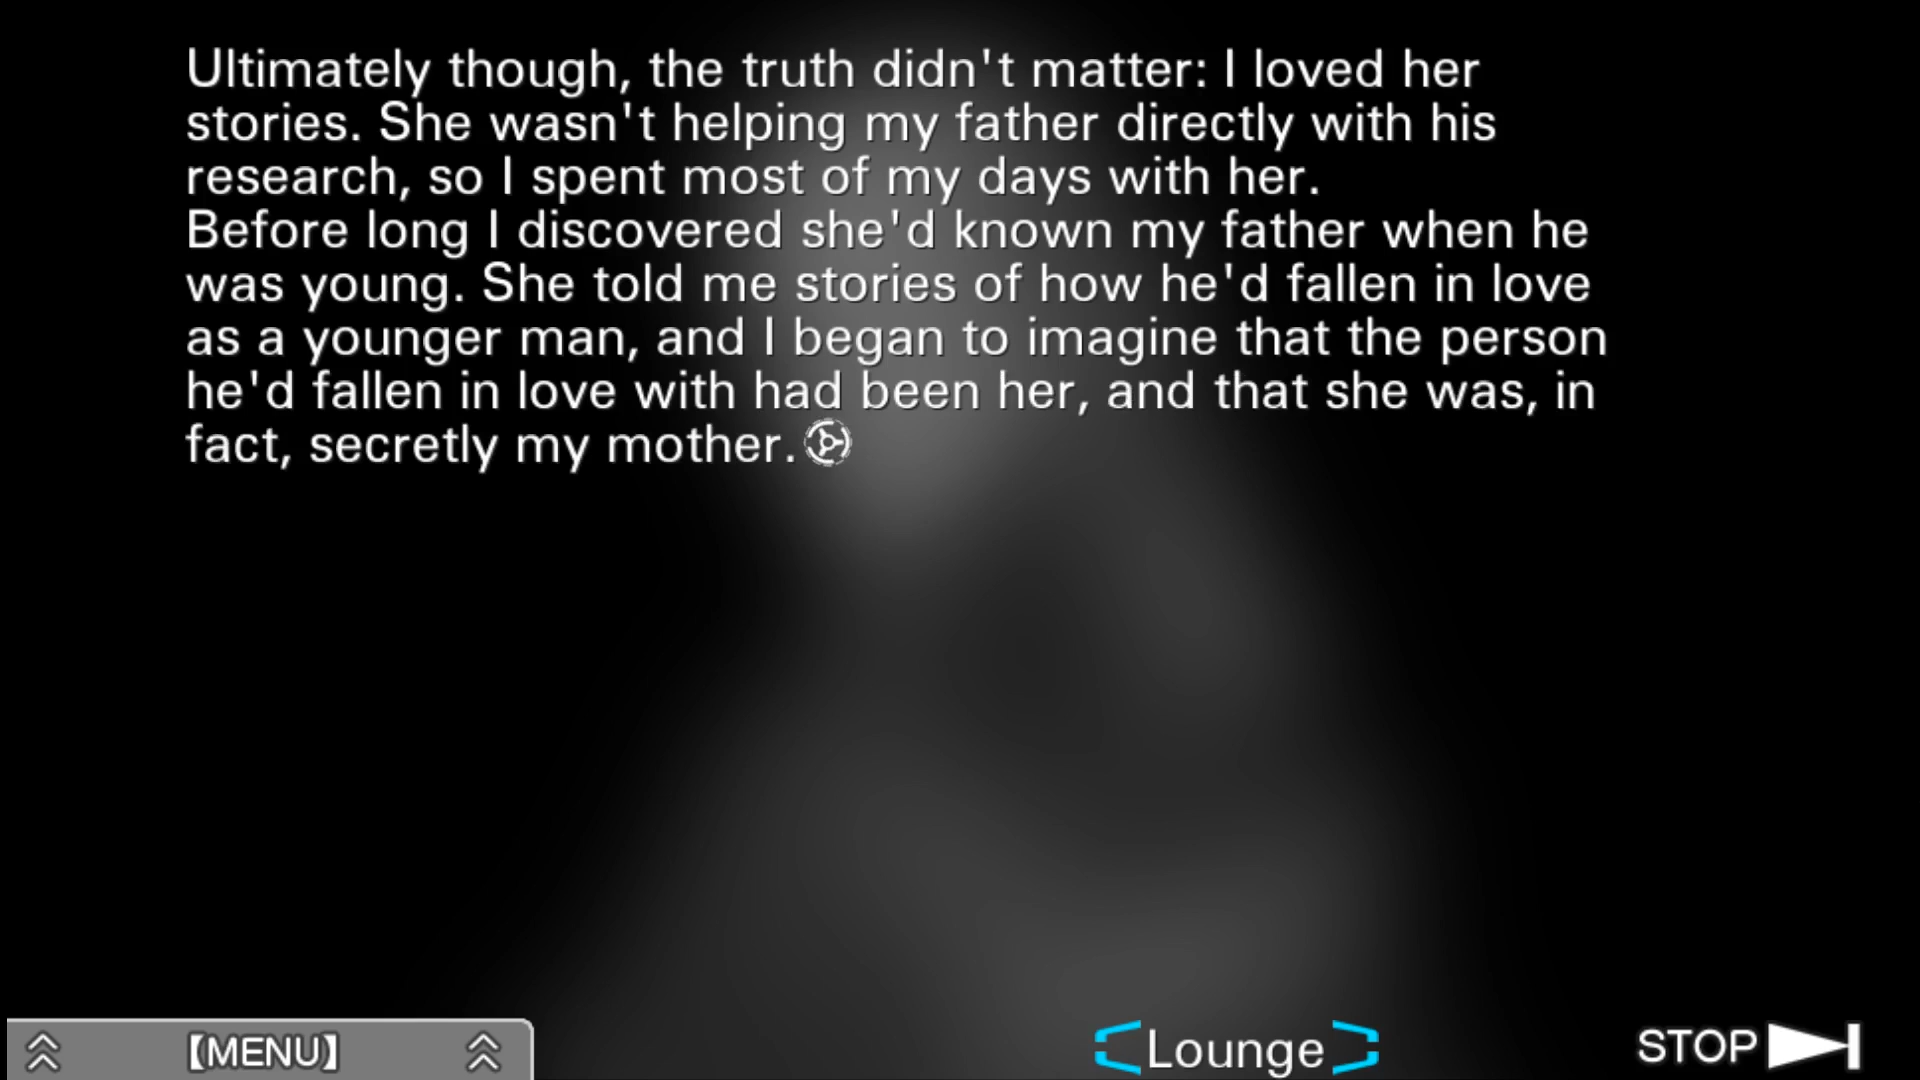 Ultimately though, the truth didn't matter: I loved her
stories. She wasn't helping my father directly with his
research, so I spent most of my days with her.
Before long I discovered she'd known my father when he
was young. She told me stories of how he'd fallen in love
as a younger man, and I began to imagine that the person
he'd fallen in love with had been her, and that she was, in
fact, secretly my mother.
【MENU】
Lounge
STOP